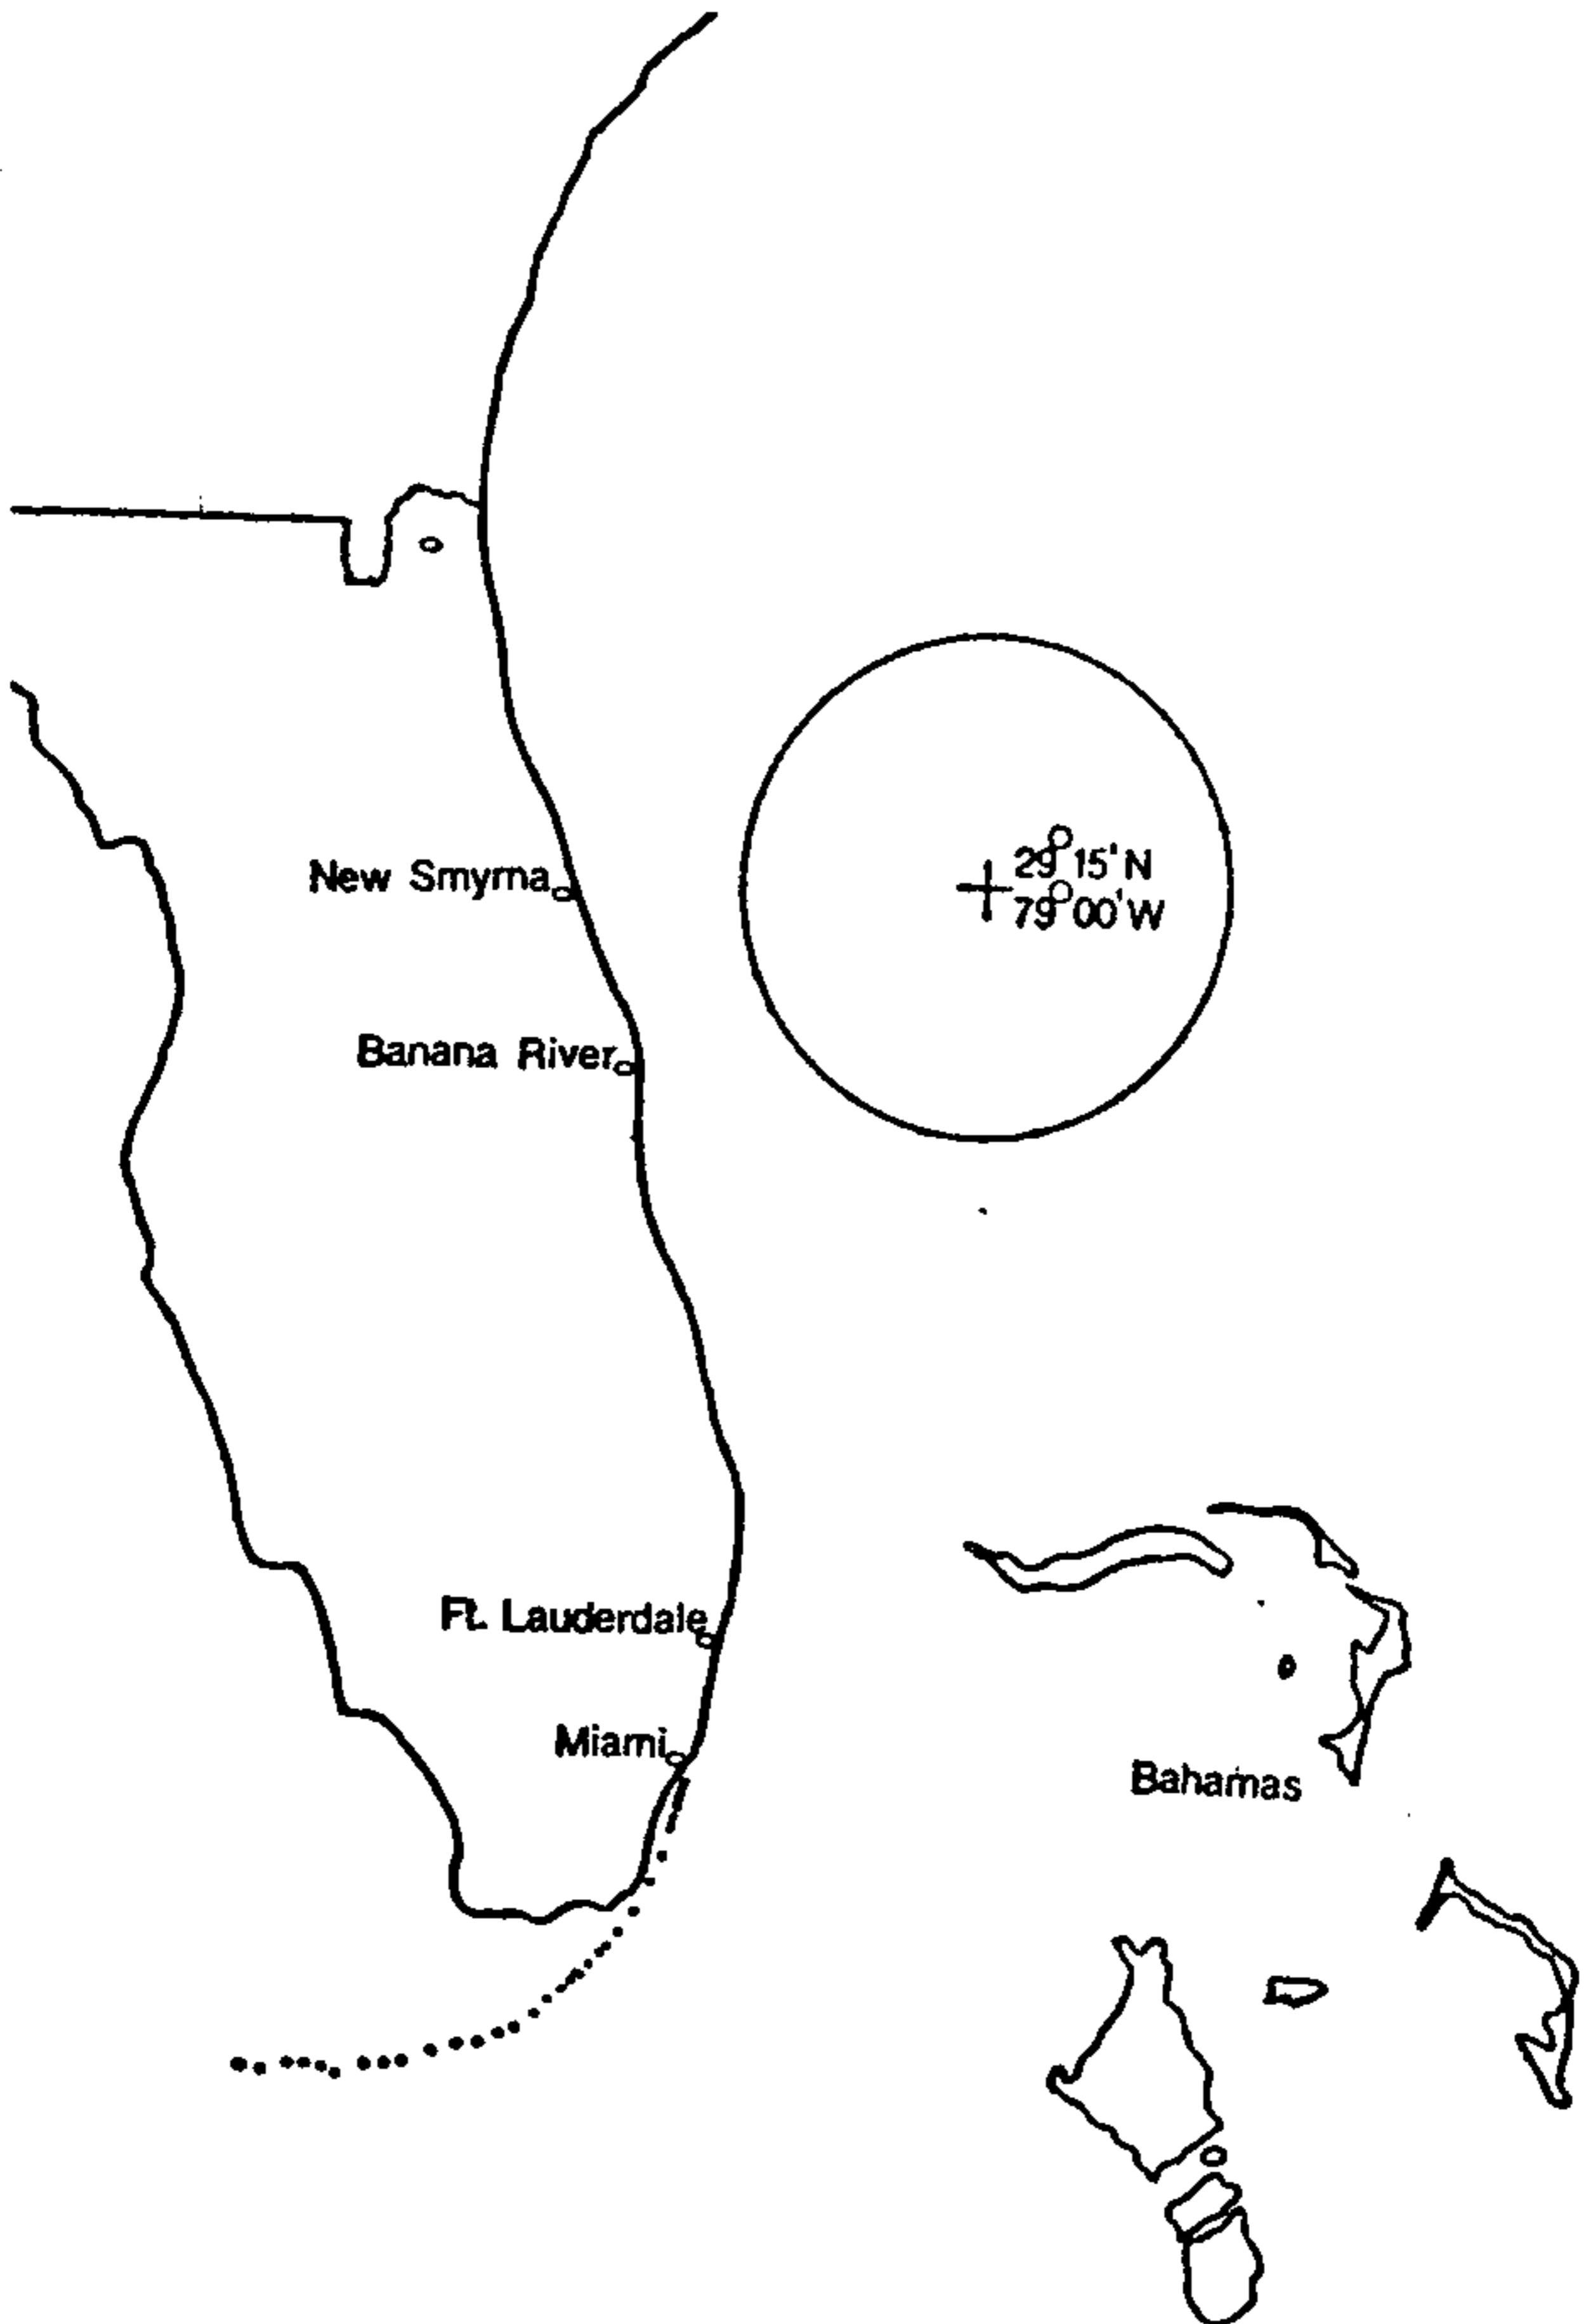 New Smyrna
29°15'N
79°00'W
Banana River
Ft. Lauderdale
Miami
Bahamas